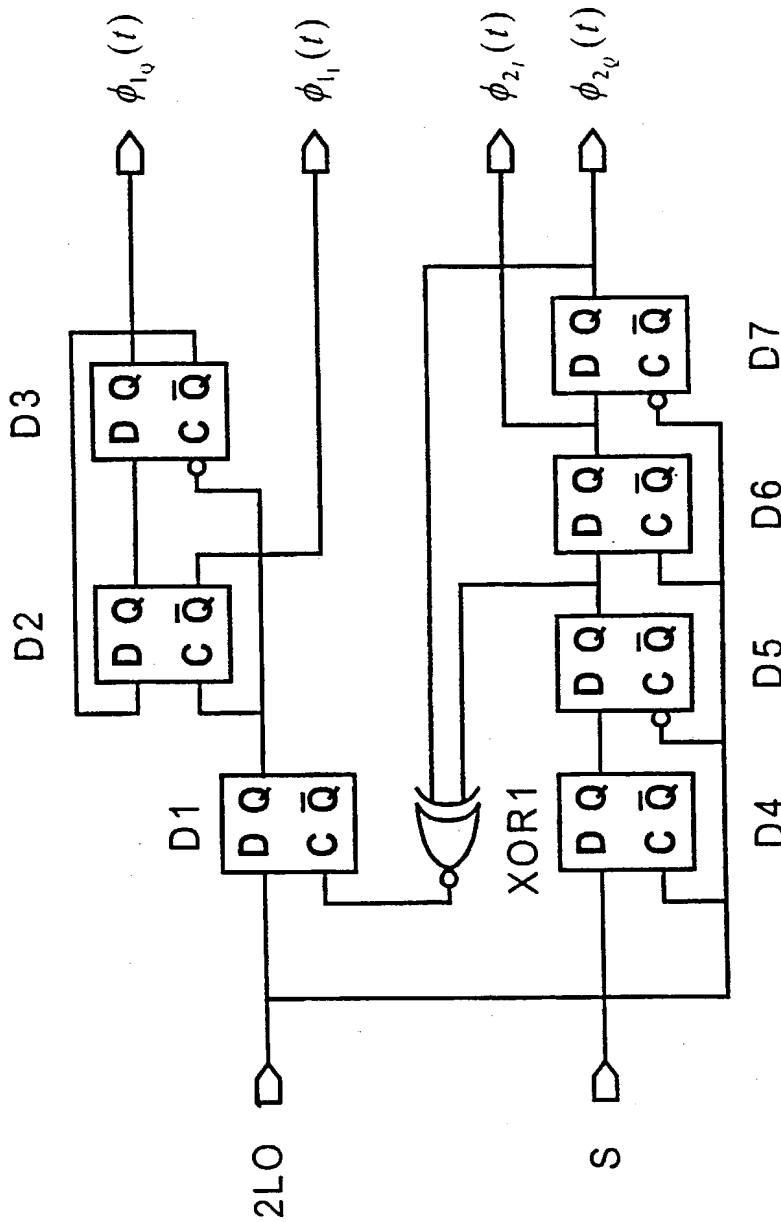 D3
D Q
C Q̅
ϕ₁Q(t)
D2
D Q
C Q̅
ϕ₁I(t)
D1
D Q
C Q̅
2LO
XOR1
ϕ₂I(t)
ϕ₂Q(t)
D Q
C Q̅
D Q
C Q̅
D Q
C Q̅
D Q
C Q̅
S
D4
D5
D6
D7